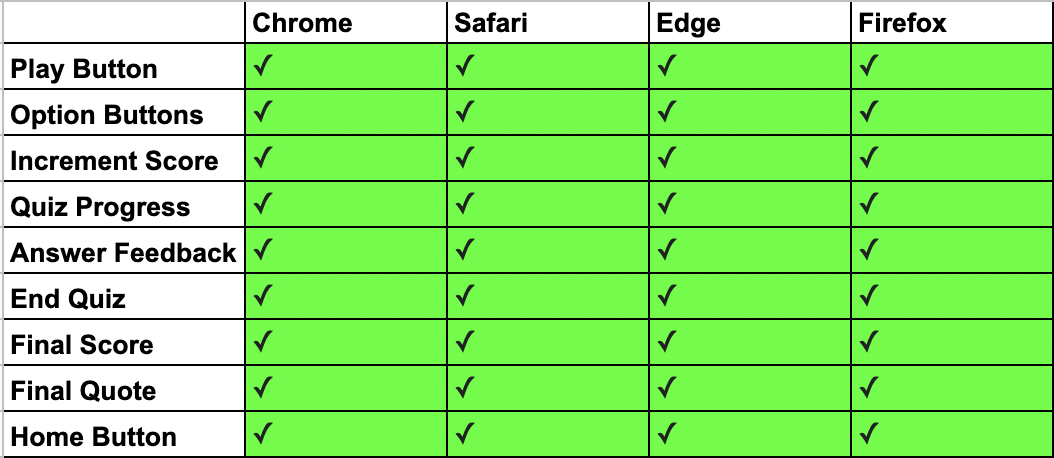 Chrome Safari Edge Firefox
Play Button ✓ ✓ ✓ ✓
Option Buttons ✓ ✓ ✓ ✓
Increment Score ✓ ✓ ✓ ✓
Quiz Progress ✓ ✓ ✓ ✓
Answer Feedback ✓ ✓ ✓ ✓
End Quiz ✓ ✓ ✓ ✓
Final Score ✓ ✓ ✓ ✓
Final Quote ✓ ✓ ✓ ✓
Home Button ✓ ✓ ✓ ✓